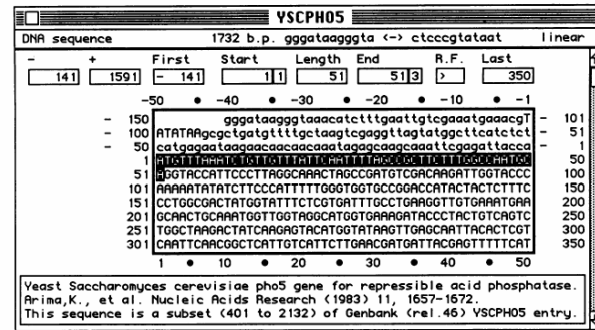 YSCPHO5
DNA sequence 1732 b.p. gggataagggta <-> ctcccgtataat linear
- + First Start Length End R.F. Last
141 1591 - 141 1 1 51 51 3 > 350
-50 • -40 • -30 • -20 • -10 • -1
- 150 gggataagggtaaacatctttgaattgtcgaaatgaaacgT - 101
- 100 ATATAAgcgctgatgttttgctaagtcgaggttagtatggcttcatctct - 51
- 50 catgagaataagaacaacaacaaatagagcaagcaaattcgagattacca - 1
1 ATGTTTAAATCTGTTGTTTATTCAATTTTAGCCGCTTCTTTGGCCAATGC 50
51 AGGTACCATTCCCTTAGGCAAACTAGCCGATGTCGACAAGATTGGTACCC 100
101 AAAAATATATCTTCCCATTTTTGGGTGGTGCCGGACCATACTACTCTTTC 150
151 CCTGGCGACTATGGTATTTCTCGTGATTTGCCTGAAGGTTGTGAAATGAA 200
201 GCAACTGCAAATGGTTGGTAGGCATGGTGAAAGATACCCTACTGTCAGTC 250
251 TGGCTAAGACTATCAAGAGTACATGGTATAAGTTGAGCAATTACACTCGT 300
301 CAATTCAACGGCTCATTGTCATTCTTGAACGATGATTACGAGTTTTTCAT 350
1 • 10 • 20 • 30 • 40 • 50
Yeast Saccharomyces cerevisiae pho5 gene for repressible acid phosphatase.
Arima,K., et al. Nucleic Acids Research (1983) 11, 1657-1672.
This sequence is a subset (401 to 2132) of Genbank (rel.46) YSCPHO5 entry.